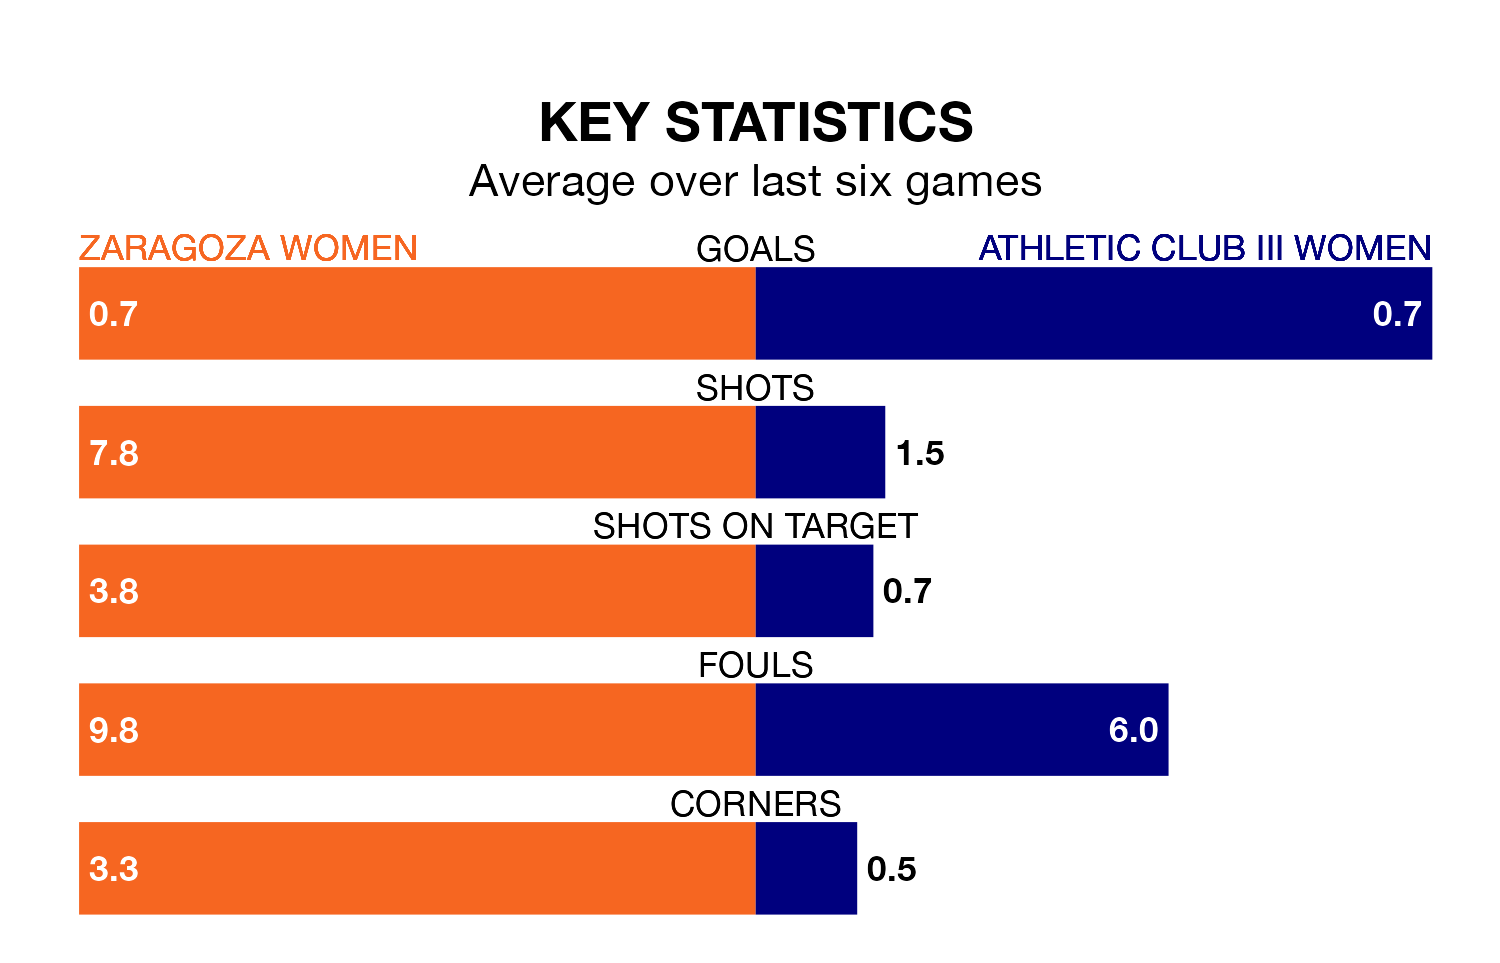 KEY STATISTICS
Average over last six games
ZARAGOZA WOMEN GOALS ATHLETIC CLUB III WOMEN
0.7 0.7
SHOTS
7.8 1.5
SHOTS ON TARGET
3.8 0.7
FOULS
9.8 6.0
CORNERS
3.3 0.5